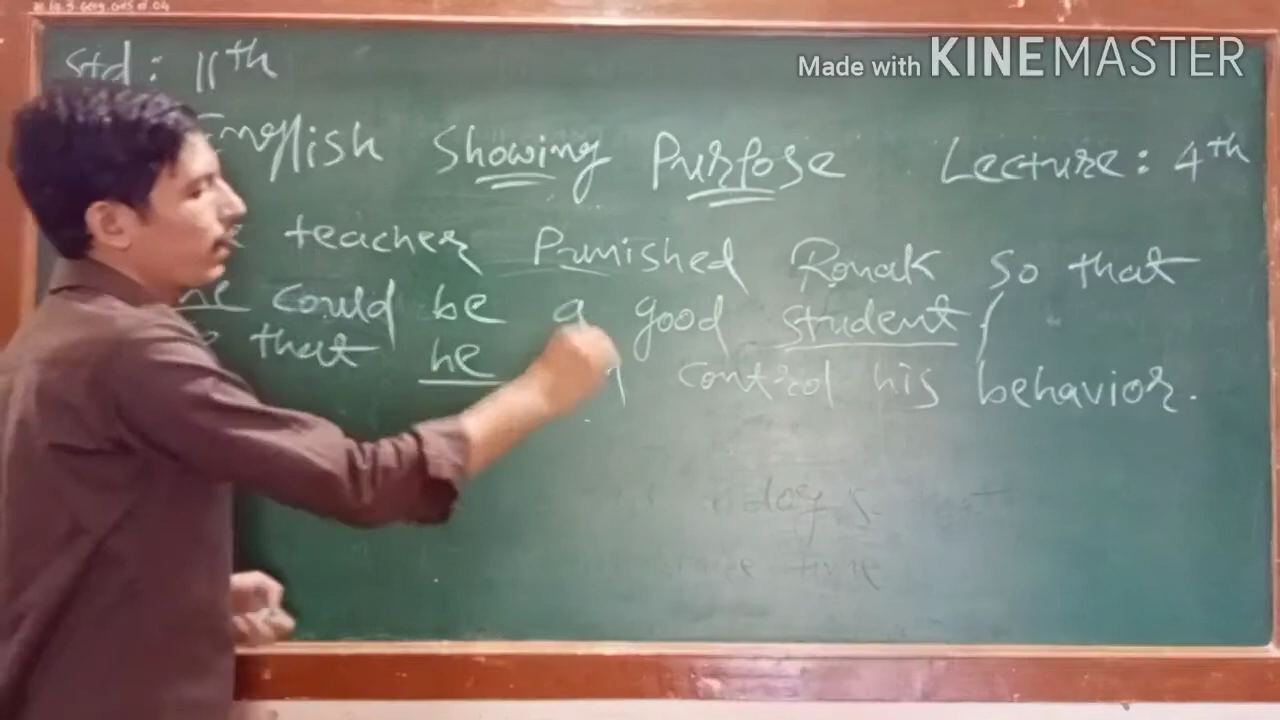 Made with KINEMASTER
Std: 11th
English Showing Purpose Lecture: 4th
teacher Punished Ronak so that
he could be a good student
that he control his behavior.